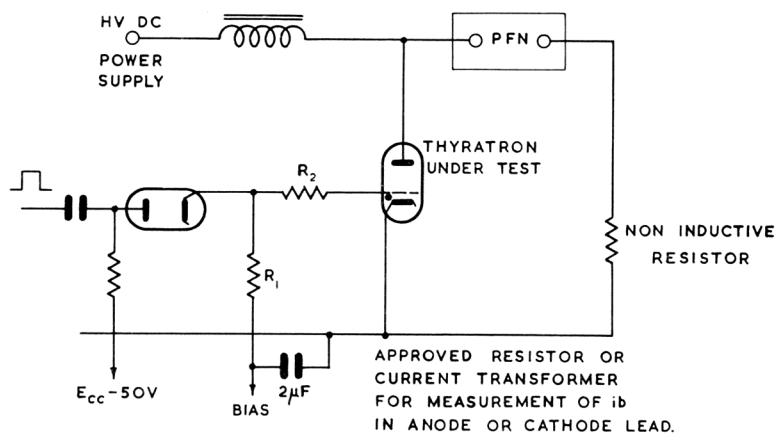 HV DC
POWER
SUPPLY
PFN
THYRATRON
UNDER TEST
R2
NON INDUCTIVE
RESISTOR
R1
Ecc-50V
BIAS
2µF
APPROVED RESISTOR OR
CURRENT TRANSFORMER
FOR MEASUREMENT OF ib
IN ANODE OR CATHODE LEAD.